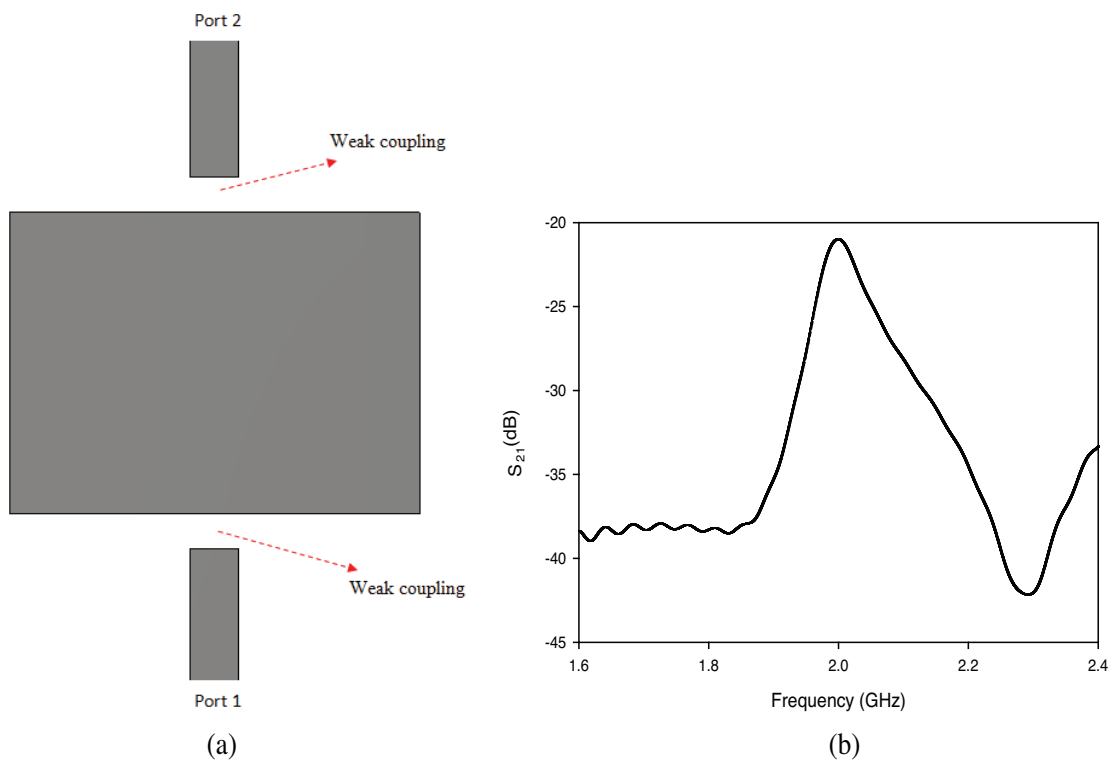 Port 2
Weak coupling
Weak coupling
Port 1
(a)
-20
-25
-30
-35
-40
-45
S21(dB)
1.6 1.8 2.0 2.2 2.4
Frequency (GHz)
(b)